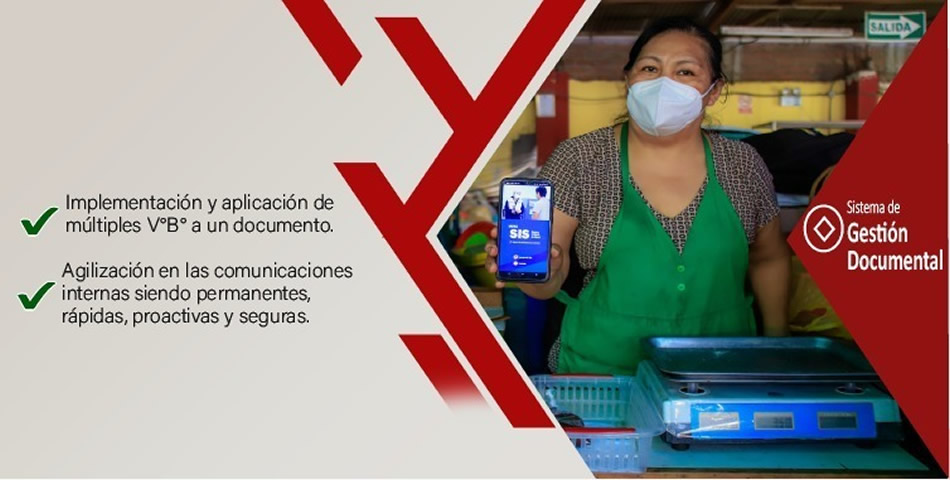 Implementación y aplicación de
múltiples V°B° a un documento.
Agilización en las comunicaciones
internas siendo permanentes,
rápidas, proactivas y seguras.
SALIDA
SIS
Sistema de
Gestión
Documental